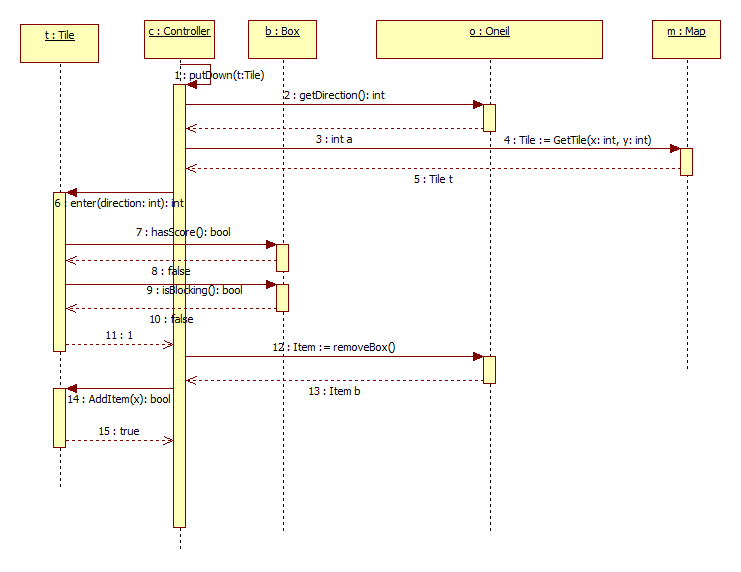 t : Tile
c : Controller
b : Box
o : Oneil
m : Map
1 : putDown(t:Tile)
2 : getDirection(): int
3 : int a
4 : Tile := GetTile(x: int, y: int)
5 : Tile t
6 : enter(direction: int): int
7 : hasScore(): bool
8 : false
9 : isBlocking(): bool
10 : false
11 : 1
12 : Item := removeBox()
13 : Item b
14 : AddItem(x): bool
15 : true